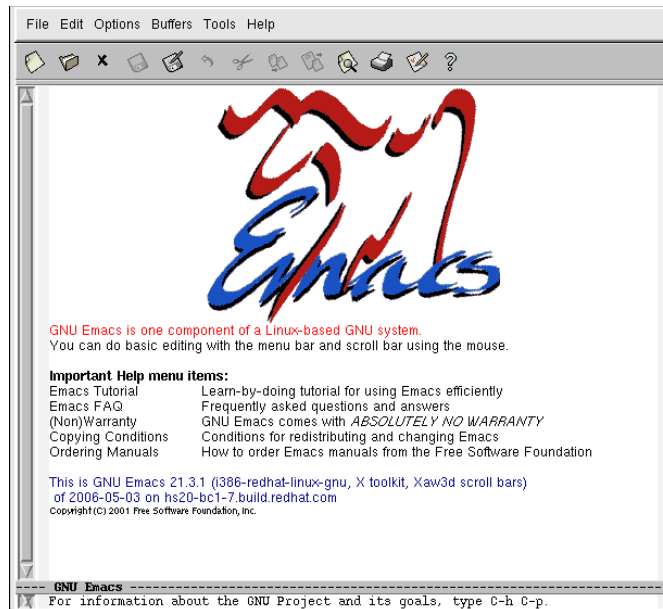 File Edit Options Buffers Tools Help
Emacs
GNU Emacs is one component of a Linux-based GNU system.
You can do basic editing with the menu bar and scroll bar using the mouse.
Important Help menu items:
Emacs Tutorial Learn-by-doing tutorial for using Emacs efficiently
Emacs FAQ Frequently asked questions and answers
(Non)Warranty GNU Emacs comes with ABSOLUTELY NO WARRANTY
Copying Conditions Conditions for redistributing and changing Emacs
Ordering Manuals How to order Emacs manuals from the Free Software Foundation
This is GNU Emacs 21.3.1 (i386-redhat-linux-gnu, X toolkit, Xaw3d scroll bars)
of 2006-05-03 on hs20-bc1-7.build.redhat.com
Copyright (C) 2001 Free Software Foundation, Inc.
---- GNU Emacs ----
For information about the GNU Project and its goals, type C-h C-p.